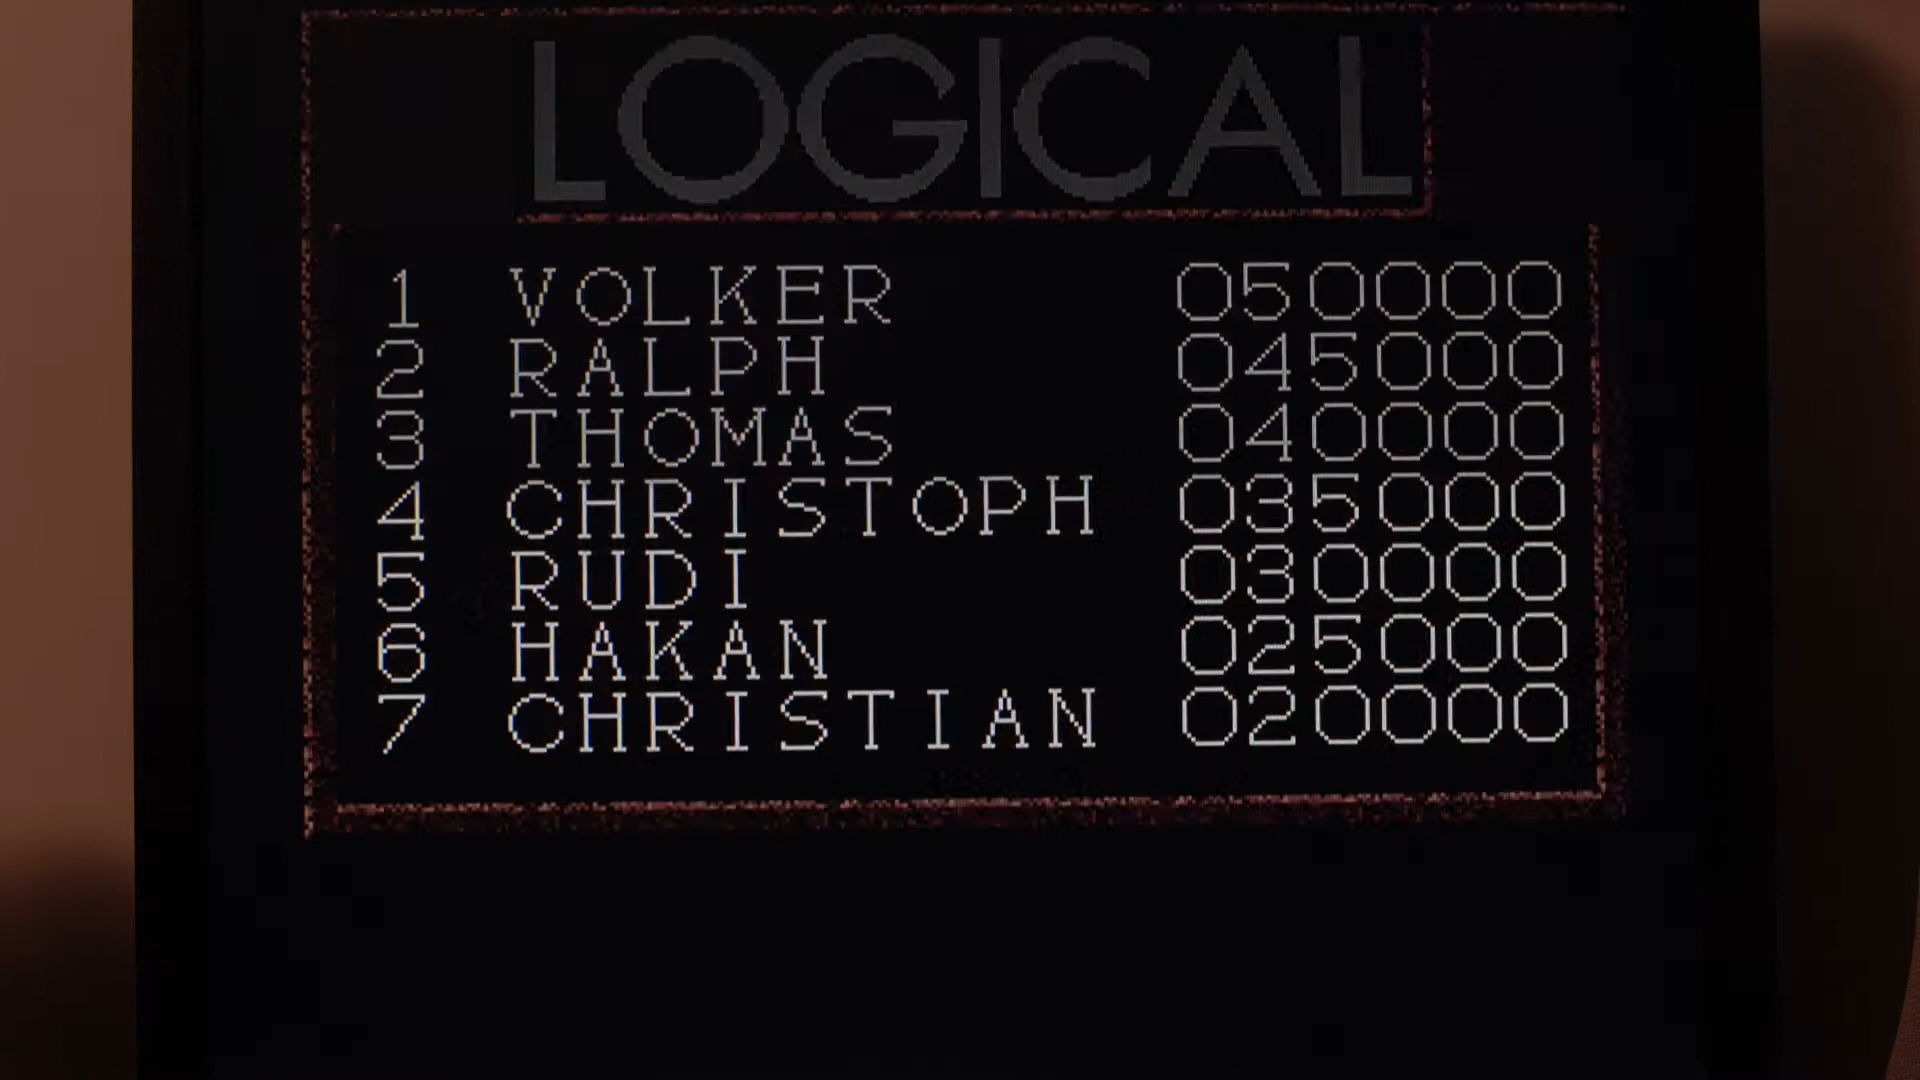 LOGICAL
1 VOLKER 050000
2 RALPH 045000
3 THOMAS 040000
4 CHRISTOPH 035000
5 RUDI 030000
6 HAKAN 025000
7 CHRISTIAN 020000